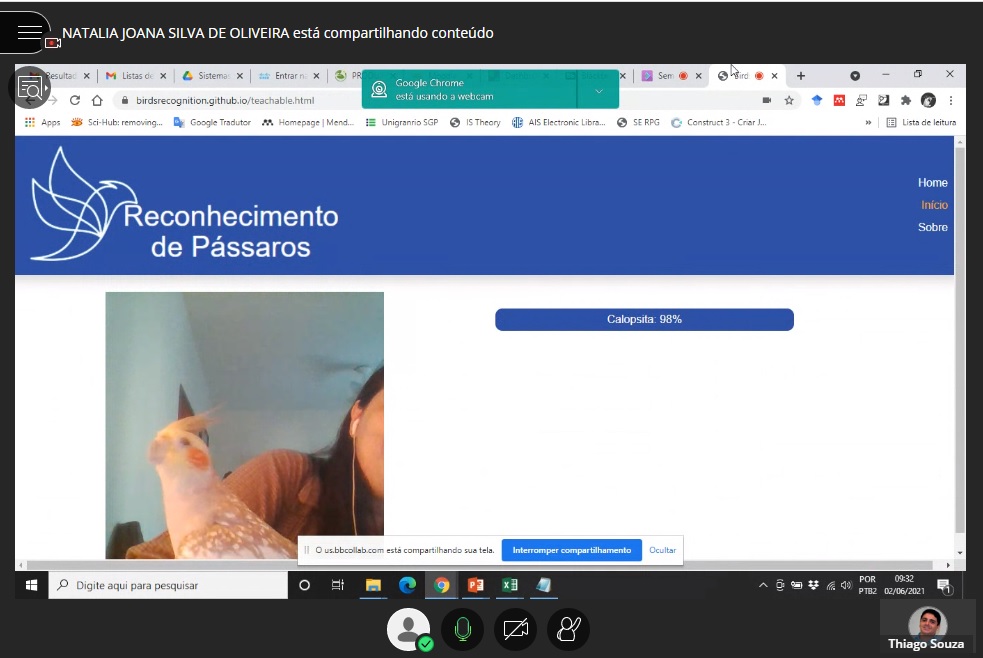 NATALIA JOANA SILVA DE OLIVEIRA está compartilhando conteúdo
Resultad
Listas de
Sistema:
Entrar n
Sem
Bird
Google Chrome
está usando a webcam
birdsrecognition.github.io/teachable.html
Apps
Sci-Hub: removing...
Google Tradutor
Homepage | Mend...
Unigranrio SGP
IS Theory
AIS Electronic Libra...
SE RPG
Construct 3 - Criar J...
»
Lista de leitura
Reconhecimento
de Pássaros
Home
Início
Sobre
Calopsita: 98%
O us.bbcollab.com está compartilhando sua tela.
Interromper compartilhamento
Ocultar
Digite aqui para pesquisar
POR
PTB2
09:32
02/06/2021
1
Thiago Souza